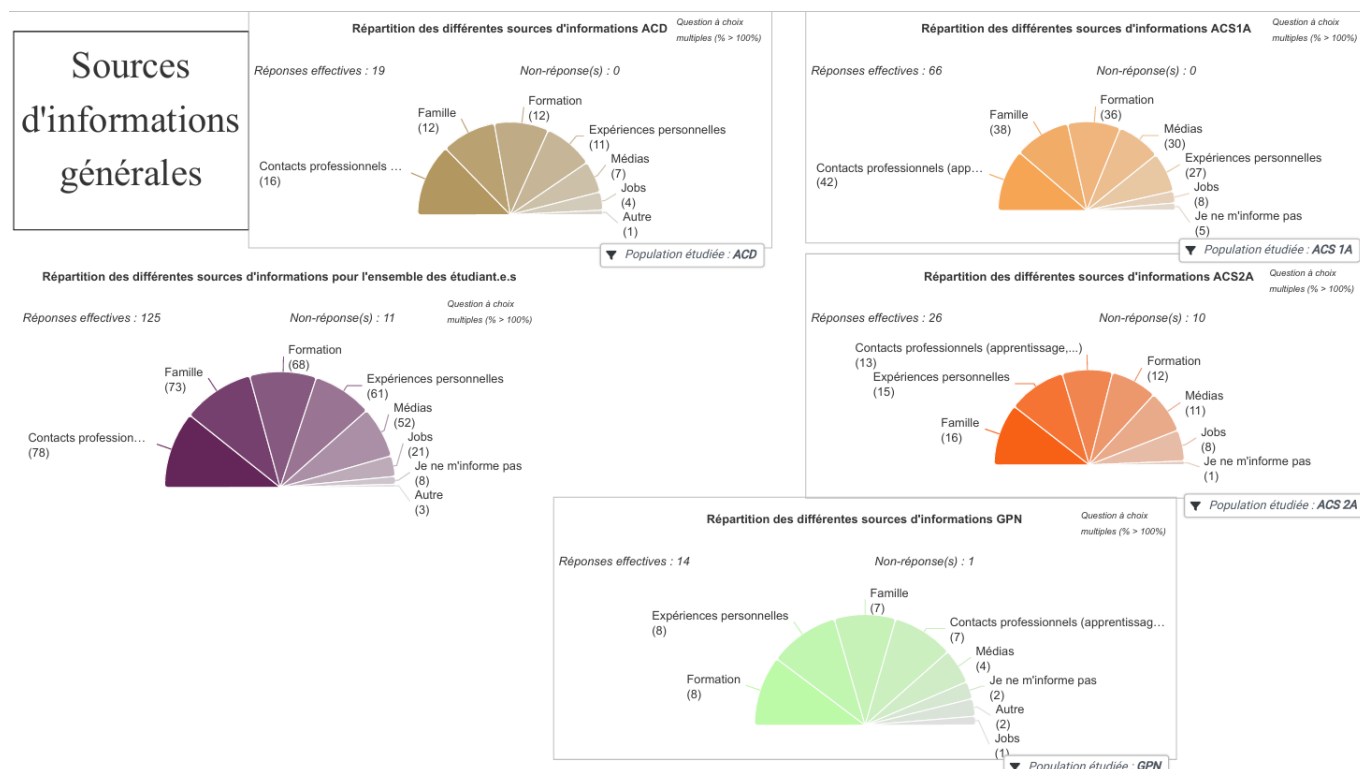 Sources
d'informations
générales
Répartition des différentes sources d'informations ACD
Question à choix
multiples (% > 100%)
Réponses effectives : 19
Non-réponse(s) : 0
Contacts professionnels ...
(16)
Famille
(12)
Formation
(12)
Expériences personnelles
(11)
Médias
(7)
Jobs
(4)
Autre
(1)
Population étudiée : ACD
Répartition des différentes sources d'informations ACS1A
Question à choix
multiples (% > 100%)
Réponses effectives : 66
Non-réponse(s) : 0
Contacts professionnels (app...
(42)
Famille
(38)
Formation
(36)
Médias
(30)
Expériences personnelles
(27)
Jobs
(8)
Je ne m'informe pas
(5)
Population étudiée : ACS 1A
Répartition des différentes sources d'informations pour l'ensemble des étudiant.e.s
Question à choix
multiples (% > 100%)
Réponses effectives : 125
Non-réponse(s) : 11
Contacts profession...
(78)
Famille
(73)
Formation
(68)
Expériences personnelles
(61)
Médias
(52)
Jobs
(21)
Je ne m'informe pas
(8)
Autre
(3)
Répartition des différentes sources d'informations ACS2A
Question à choix
multiples (% > 100%)
Réponses effectives : 26
Non-réponse(s) : 10
Contacts professionnels (apprentissage,...)
(13)
Expériences personnelles
(15)
Famille
(16)
Formation
(12)
Médias
(11)
Jobs
(8)
Je ne m'informe pas
(1)
Population étudiée : ACS 2A
Répartition des différentes sources d'informations GPN
Question à choix
multiples (% > 100%)
Réponses effectives : 14
Non-réponse(s) : 1
Formation
(8)
Expériences personnelles
(8)
Famille
(7)
Contacts professionnels (apprentissag...
(7)
Médias
(4)
Je ne m'informe pas
(2)
Autre
(2)
Jobs
(1)
Population étudiée : GPN